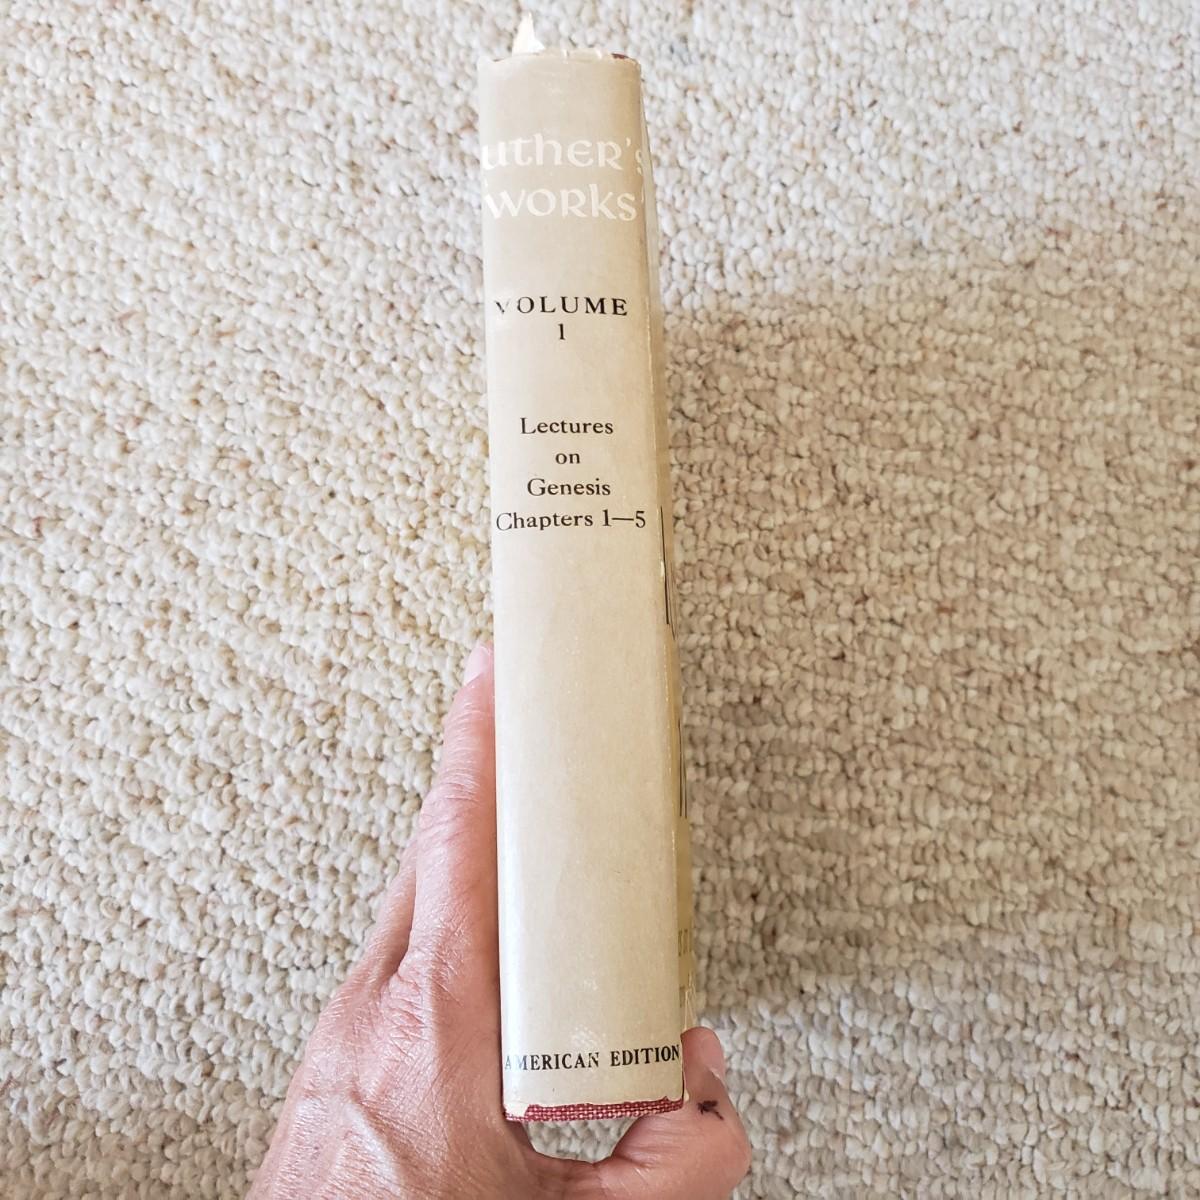 uther's
works
VOLUME
1
Lectures
on
Genesis
Chapters 1—5
AMERICAN EDITION